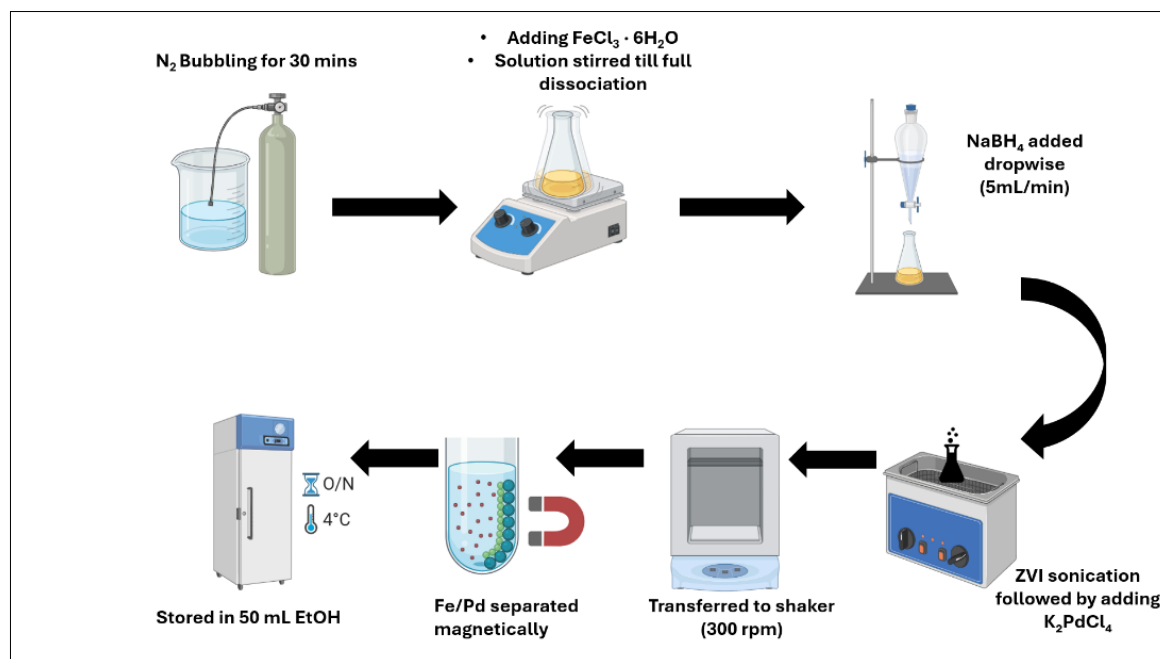 N₂ Bubbling for 30 mins
• Adding FeCl₃ · 6H₂O
• Solution stirred till full
dissociation
NaBH₄ added
dropwise
(5mL/min)
ZVI sonication
followed by adding
K₂PdCl₄
Transferred to shaker
(300 rpm)
Fe/Pd separated
magnetically
O/N
4°C
Stored in 50 mL EtOH